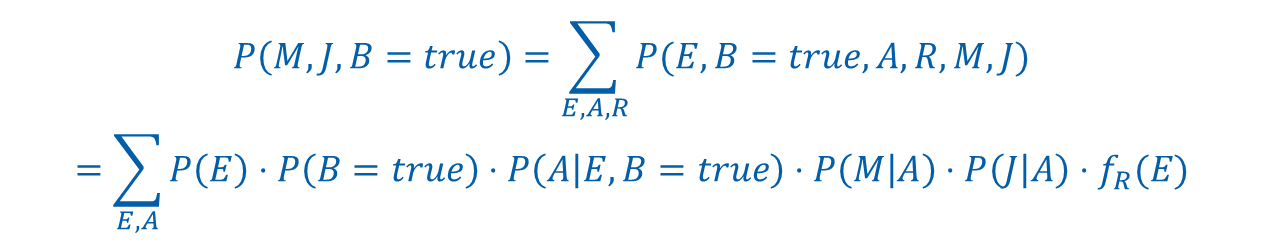 P(M, J, B = true) = ∑_{E,A,R} P(E, B = true, A, R, M, J)
= ∑_{E,A} P(E) · P(B = true) · P(A|E, B = true) · P(M|A) · P(J|A) · f_R(E)